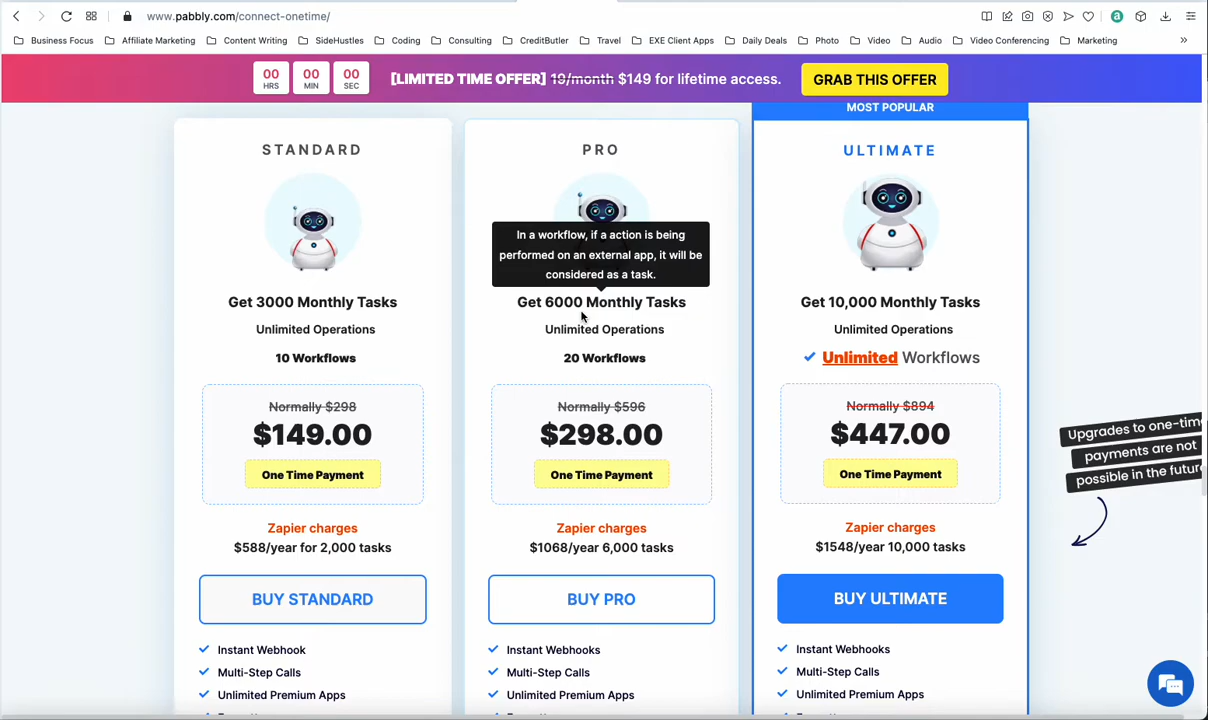 www.pabbly.com/connect-onetime/
Business Focus Affiliate Marketing Content Writing SideHustles Coding Consulting CreditButler Travel EXE Client Apps Daily Deals Photo Video Audio Video Conferencing Marketing »
00 HRS 00 MIN 00 SEC [LIMITED TIME OFFER] 19/month $149 for lifetime access. GRAB THIS OFFER
MOST POPULAR
STANDARD
Get 3000 Monthly Tasks
Unlimited Operations
10 Workflows
Normally $298
$149.00
One Time Payment
Zapier charges
$588/year for 2,000 tasks
BUY STANDARD
Instant Webhook
Multi-Step Calls
Unlimited Premium Apps
PRO
In a workflow, if a action is being
performed on an external app, it will be
considered as a task.
Get 6000 Monthly Tasks
Unlimited Operations
20 Workflows
Normally $596
$298.00
One Time Payment
Zapier charges
$1068/year 6,000 tasks
BUY PRO
Instant Webhooks
Multi-Step Calls
Unlimited Premium Apps
ULTIMATE
Get 10,000 Monthly Tasks
Unlimited Operations
Unlimited Workflows
Normally $894
$447.00
One Time Payment
Zapier charges
$1548/year 10,000 tasks
BUY ULTIMATE
Instant Webhooks
Multi-Step Calls
Unlimited Premium Apps
Upgrades to one-tim
payments are not
possible in the futur